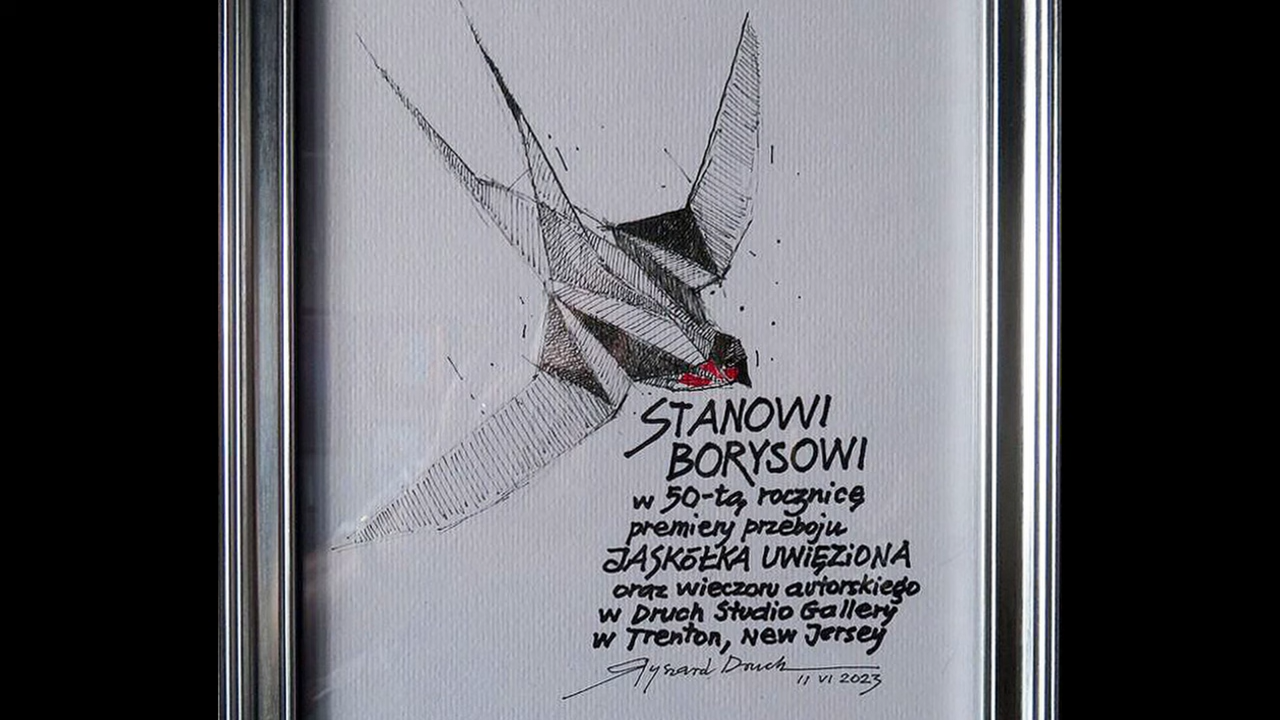 STANOWI
BORYSOWI
w 50-tą rocznicę
premiery przeboju
JASKÓŁKA UWIĘZIONA
oraz wieczoru autorskiego
w Druch Studio Gallery
w Trenton, New Jersey
Ryszard Druch
11 VI 2023